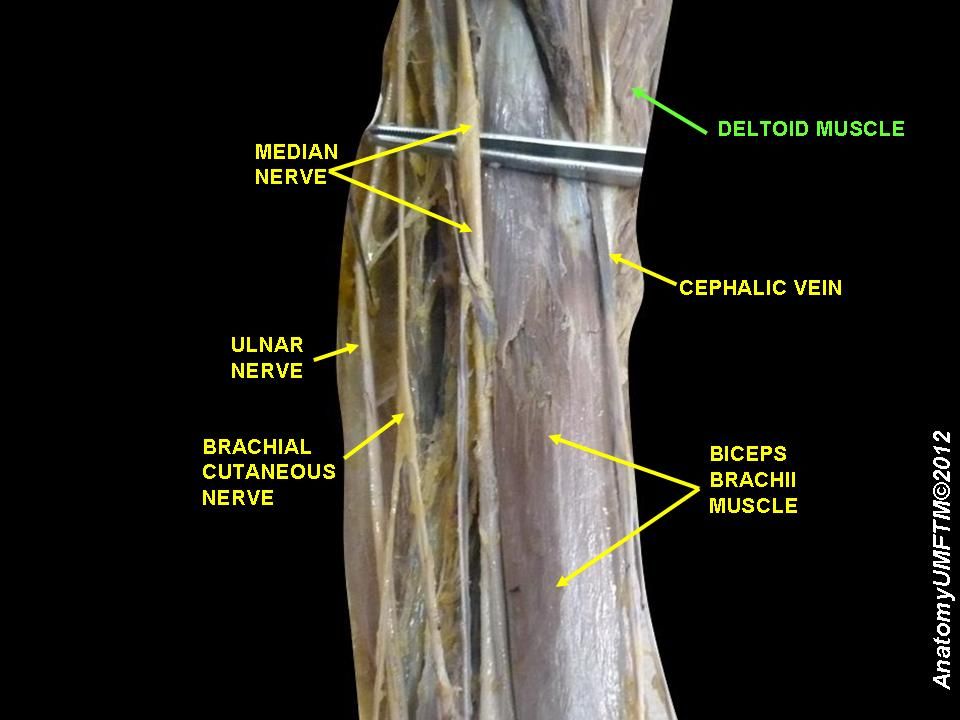 DELTOID MUSCLE
MEDIAN
NERVE
CEPHALIC VEIN
ULNAR
NERVE
BRACHIAL
CUTANEOUS
NERVE
BICEPS
BRACHII
MUSCLE
AnatomyUMFTM©2012